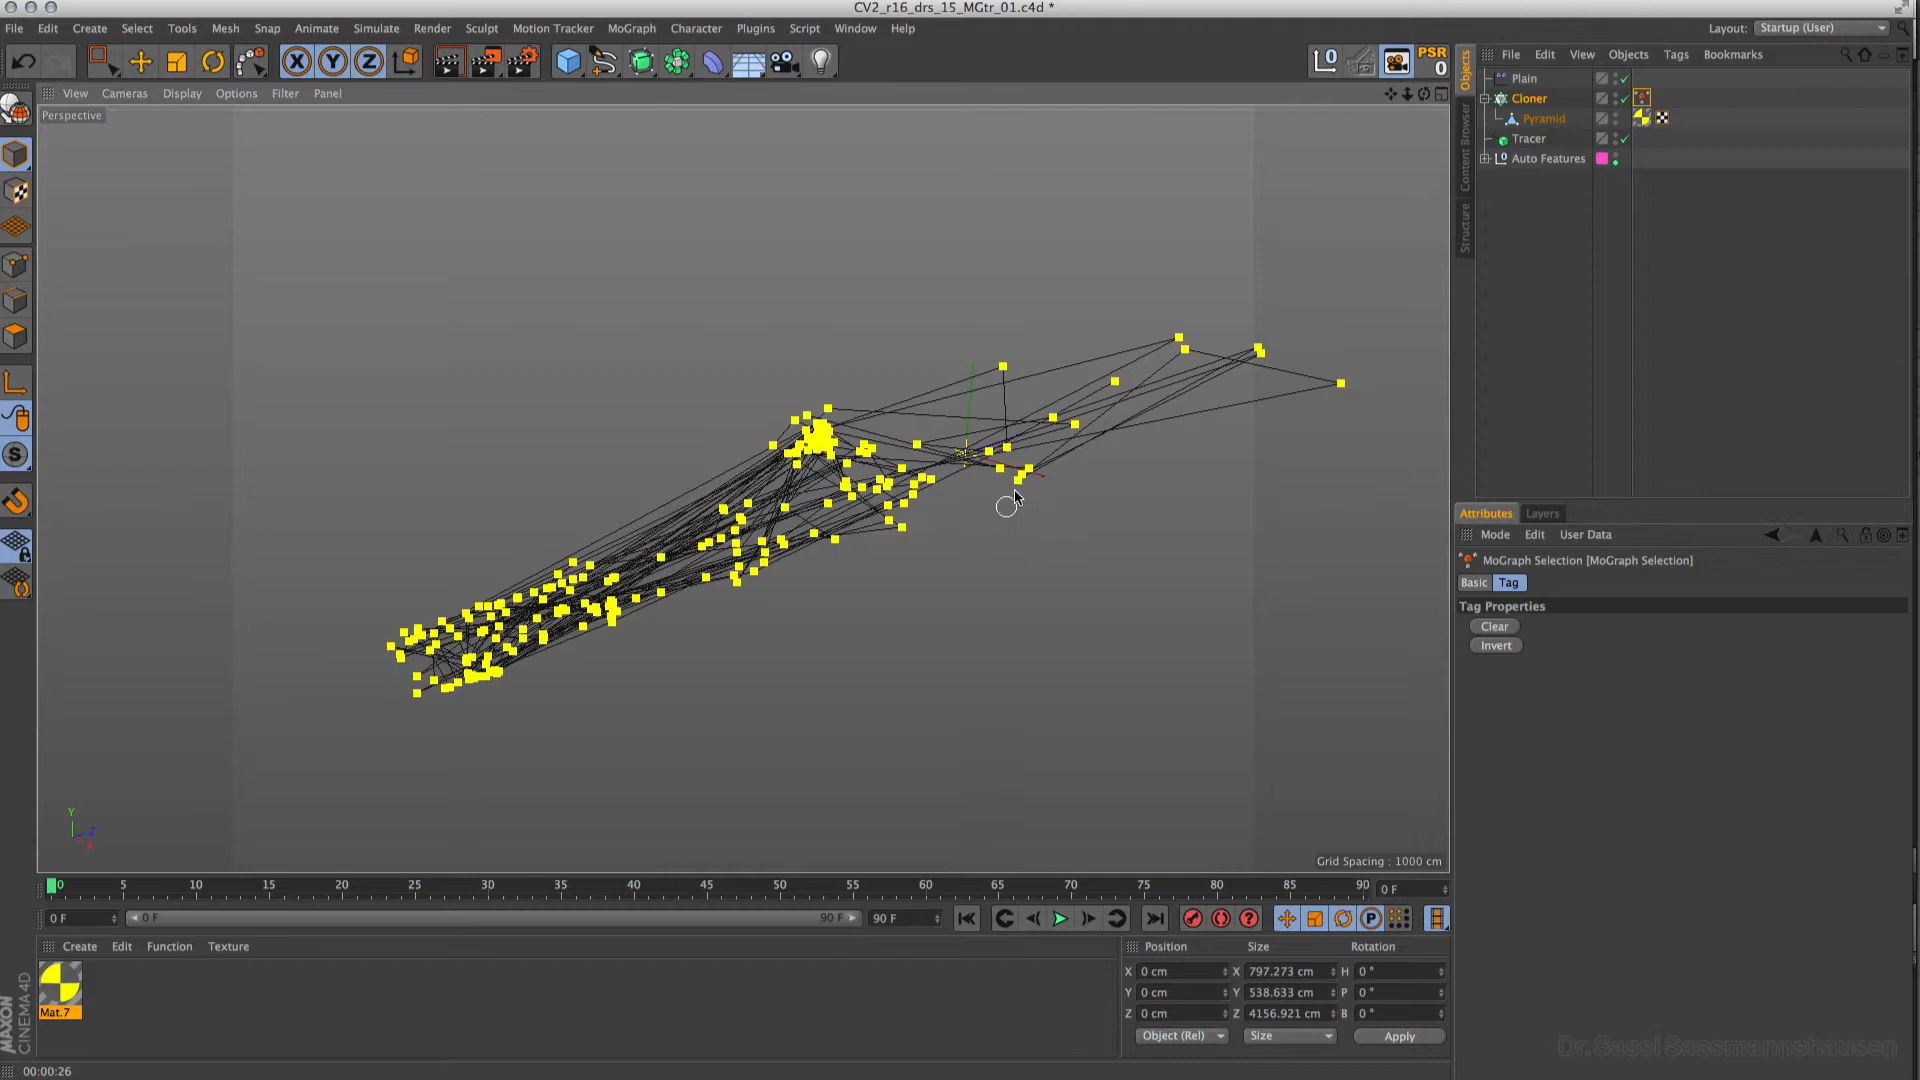 CV2_r16_drs_15_MGtr_01.c4d *
File Edit Create Select Tools Mesh Snap Animate Simulate Render Sculpt Motion Tracker MoGraph Character Plugins Script Window Help
Layout: Startup (User)
X Y Z
PSR
0
File Edit View Objects Tags Bookmarks
View Cameras Display Options Filter Panel
Perspective
Plain
Cloner
Pyramid
Tracer
Auto Features
Objects
Content Browser
Structure
Attributes Layers
Mode Edit User Data
MoGraph Selection [MoGraph Selection]
Basic Tag
Tag Properties
Clear
Invert
Y
Z
X
Grid Spacing : 1000 cm
0 5 10 15 20 25 30 35 40 45 50 55 60 65 70 75 80 85 90 0 F
0 F 0 F 90 F 90 F
Create Edit Function Texture
Mat.7
Position Size Rotation
X 0 cm X 797.273 cm H 0 °
Y 0 cm Y 538.633 cm P 0 °
Z 0 cm Z 4156.921 cm B 0 °
Object (Rel) Size Apply
MAXON
CINEMA 4D
Dr.Sassi Sassmannshausen
00:00:26